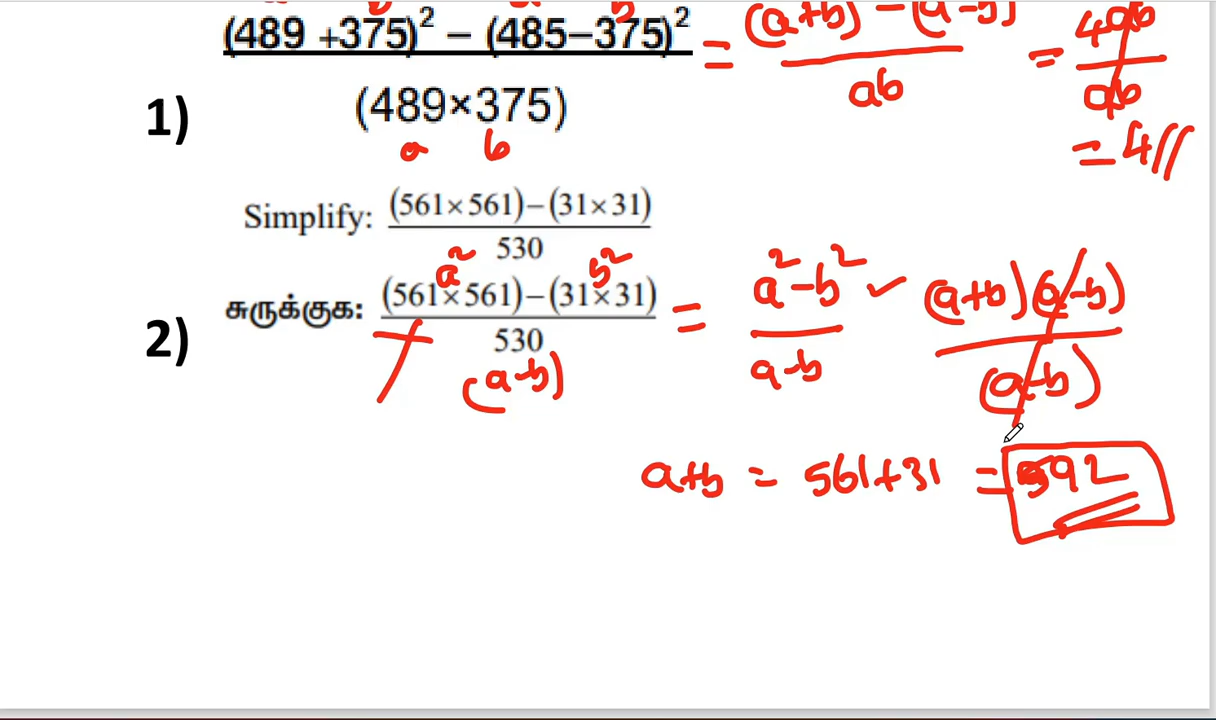 (489 +375)² − (485−375)² = (a+b) − (a−b) = 4ab
(489×375) ab ab
1)
a b = 4//
Simplify: (561×561)−(31×31)
530
a² b²
சுருக்குக: (561×561)−(31×31) = a²−b² (a+b)(a−b)
2) 530 a−b (a−b)
(a−b)
a+b = 561+31 = 592